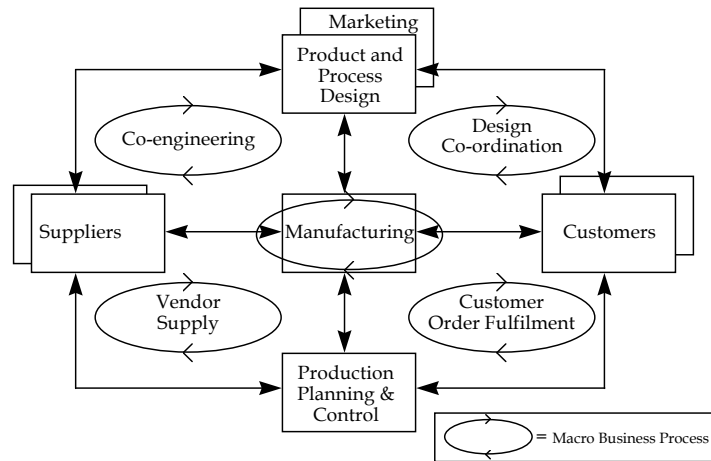 Marketing
Product and
Process
Design
Co-engineering
Design
Co-ordination
Suppliers
Manufacturing
Customers
Vendor
Supply
Customer
Order Fulfilment
Production
Planning &
Control
= Macro Business Process